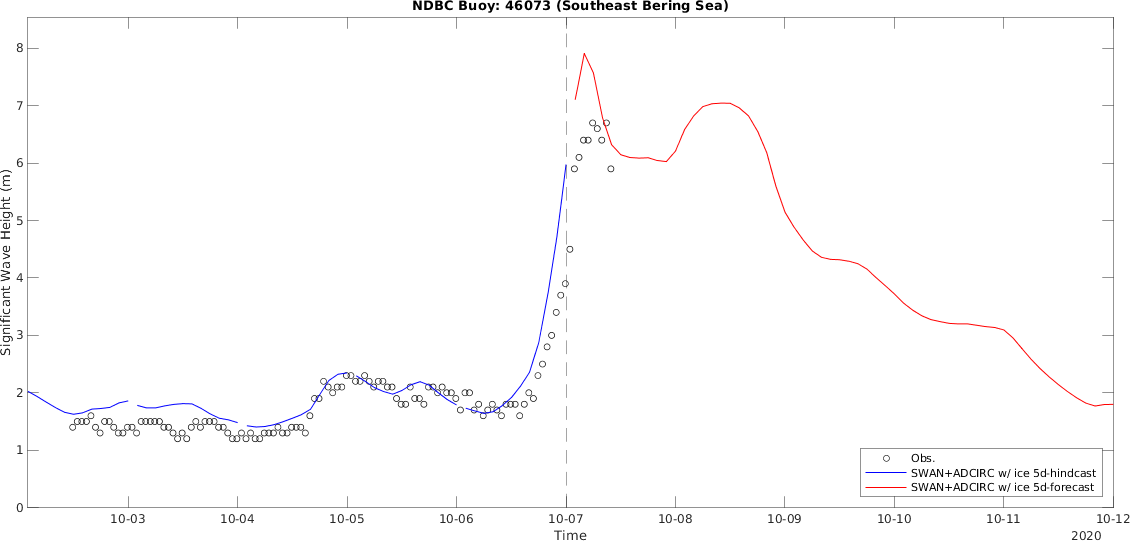 NDBC Buoy: 46073 (Southeast Bering Sea)
Significant Wave Height (m)
8
7
6
5
4
3
2
1
0
Obs.
SWAN+ADCIRC w/ ice 5d-hindcast
SWAN+ADCIRC w/ ice 5d-forecast
10-03 10-04 10-05 10-06 10-07 10-08 10-09 10-10 10-11 10-12
Time
2020